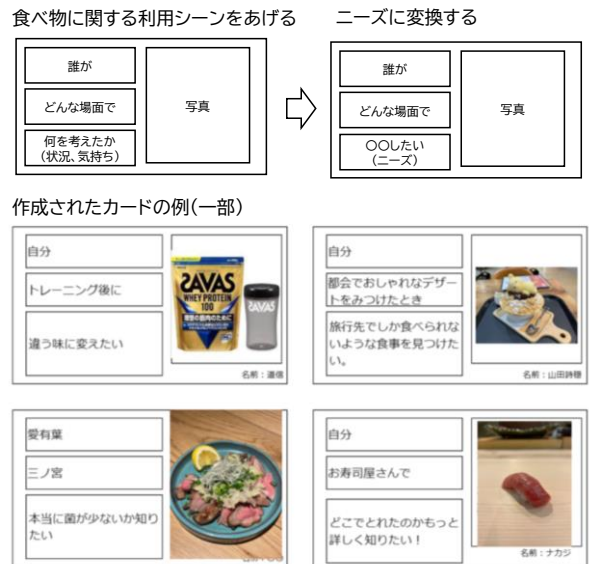 食べ物に関する利用シーンをあげる
ニーズに変換する
誰が
どんな場面で
何を考えたか
(状況、気持ち)
写真
誰が
どんな場面で
〇〇したい
(ニーズ)
写真
作成されたカードの例(一部)
自分
トレーニング後に
違う味に変えたい
SAVAS
WHEY PROTEIN
100
SAVAS
名前：道信
自分
都会でおしゃれなデザー
トをみつけたとき
旅行先でしか食べられな
いような食事を見つけた
い。
名前：山田詩穂
愛有葉
三ノ宮
本当に菌が少ないか知り
たい
自分
お寿司屋さんで
どこでとれたのかもっと
詳しく知りたい！
名前：ナカジ